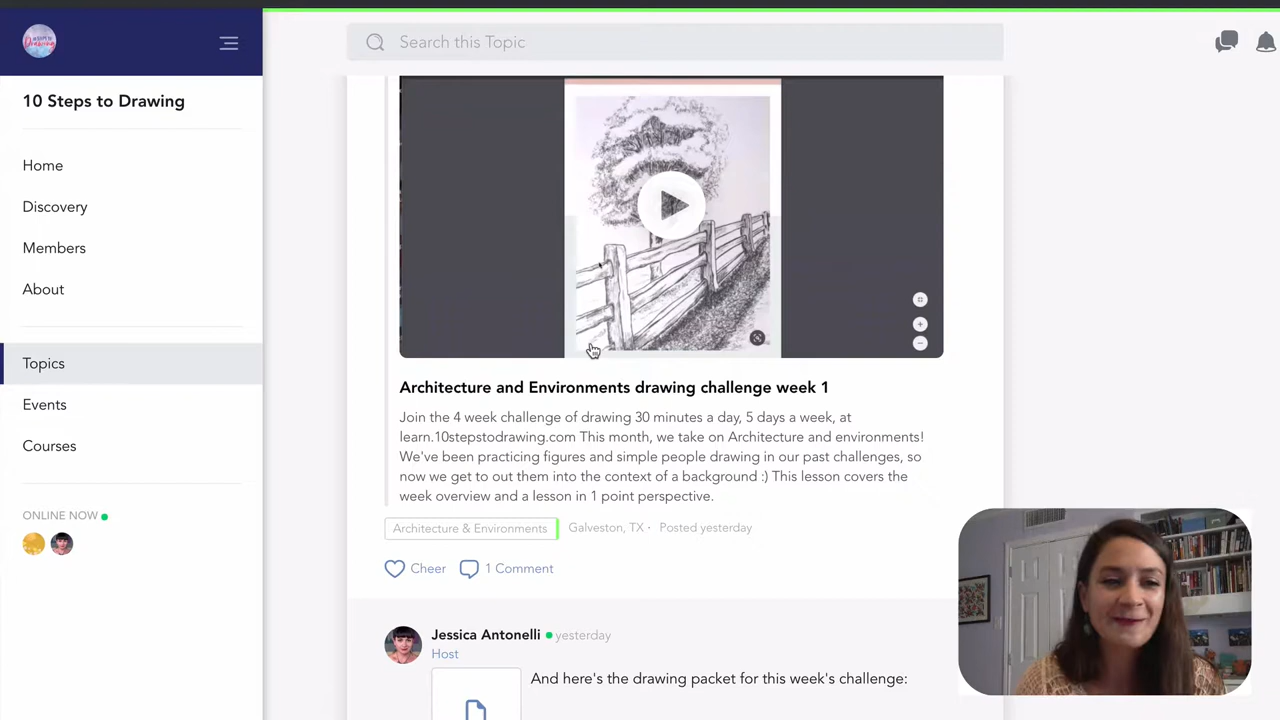 Search this Topic
10 Steps to Drawing
Home
Discovery
Members
About
Topics
Events
Courses
ONLINE NOW
Architecture and Environments drawing challenge week 1
Join the 4 week challenge of drawing 30 minutes a day, 5 days a week, at
learn.10stepstodrawing.com This month, we take on Architecture and environments!
We've been practicing figures and simple people drawing in our past challenges, so
now we get to out them into the context of a background :) This lesson covers the
week overview and a lesson in 1 point perspective.
Architecture & Environments Galveston, TX · Posted yesterday
Cheer 1 Comment
Jessica Antonelli yesterday
Host
And here's the drawing packet for this week's challenge: